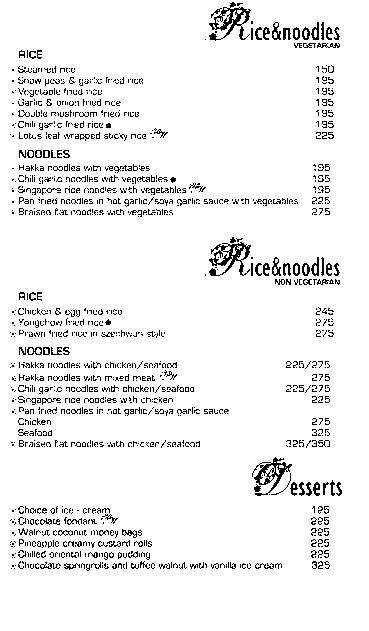 Rice&noodles
VEGETARIAN
RICE
Steamed rice 150
Snow peas & garlic fried rice 195
Vegetable fried rice 195
Garlic & onion fried rice 195
Double mushroom fried rice 195
Chili garlic fried rice 195
Lotus leaf wrapped sticky rice 225
NOODLES
Hakka noodles with vegetables 195
Chili garlic noodles with vegetables 195
Singapore rice noodles with vegetables 195
Pan fried noodles in hot garlic/soya garlic sauce with vegetables 225
Braised flat noodles with vegetables 275
Rice&noodles
NON VEGETARIAN
RICE
Chicken & egg fried rice 245
Yongchow fried rice 275
Prawn fried rice in szechwan style 275
NOODLES
Hakka noodles with chicken/seafood 225/275
Hakka noodles with mixed meat 275
Chili garlic noodles with chicken/seafood 225/275
Singapore rice noodles with chicken 225
Pan fried noodles in hot garlic/soya garlic sauce
Chicken 275
Seafood 325
Braised flat noodles with chicken/seafood 325/350
Desserts
Choice of ice - cream 125
Chocolate fondant 225
Walnut coconut money bags 225
Pineapple creamy custard rolls 225
Chilled oriental mango pudding 225
Chocolate springrolls and toffee walnut with vanilla ice cream 325